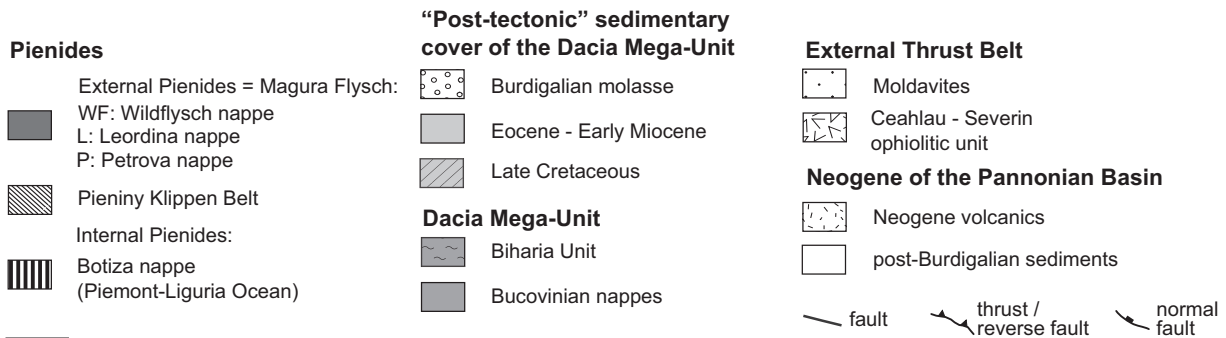 Pienides
External Pienides = Magura Flysch:
WF: Wildflysch nappe
L: Leordina nappe
P: Petrova nappe
Pieniny Klippen Belt
Internal Pienides:
Botiza nappe
(Piemont-Liguria Ocean)
“Post-tectonic” sedimentary
cover of the Dacia Mega-Unit
Burdigalian molasse
Eocene - Early Miocene
Late Cretaceous
Dacia Mega-Unit
Biharia Unit
Bucovinian nappes
External Thrust Belt
Moldavites
Ceahlau - Severin
ophiolitic unit
Neogene of the Pannonian Basin
Neogene volcanics
post-Burdigalian sediments
fault
thrust /
reverse fault
normal
fault